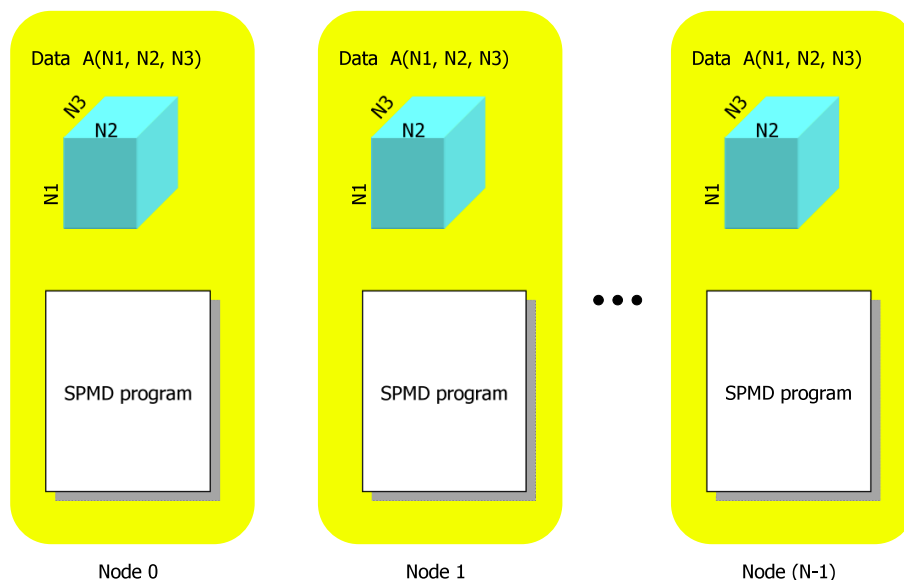 Data A(N1, N2, N3)
N3
N2
N1
SPMD program
Node 0
Data A(N1, N2, N3)
N3
N2
N1
SPMD program
Node 1
Data A(N1, N2, N3)
N3
N2
N1
SPMD program
Node (N-1)